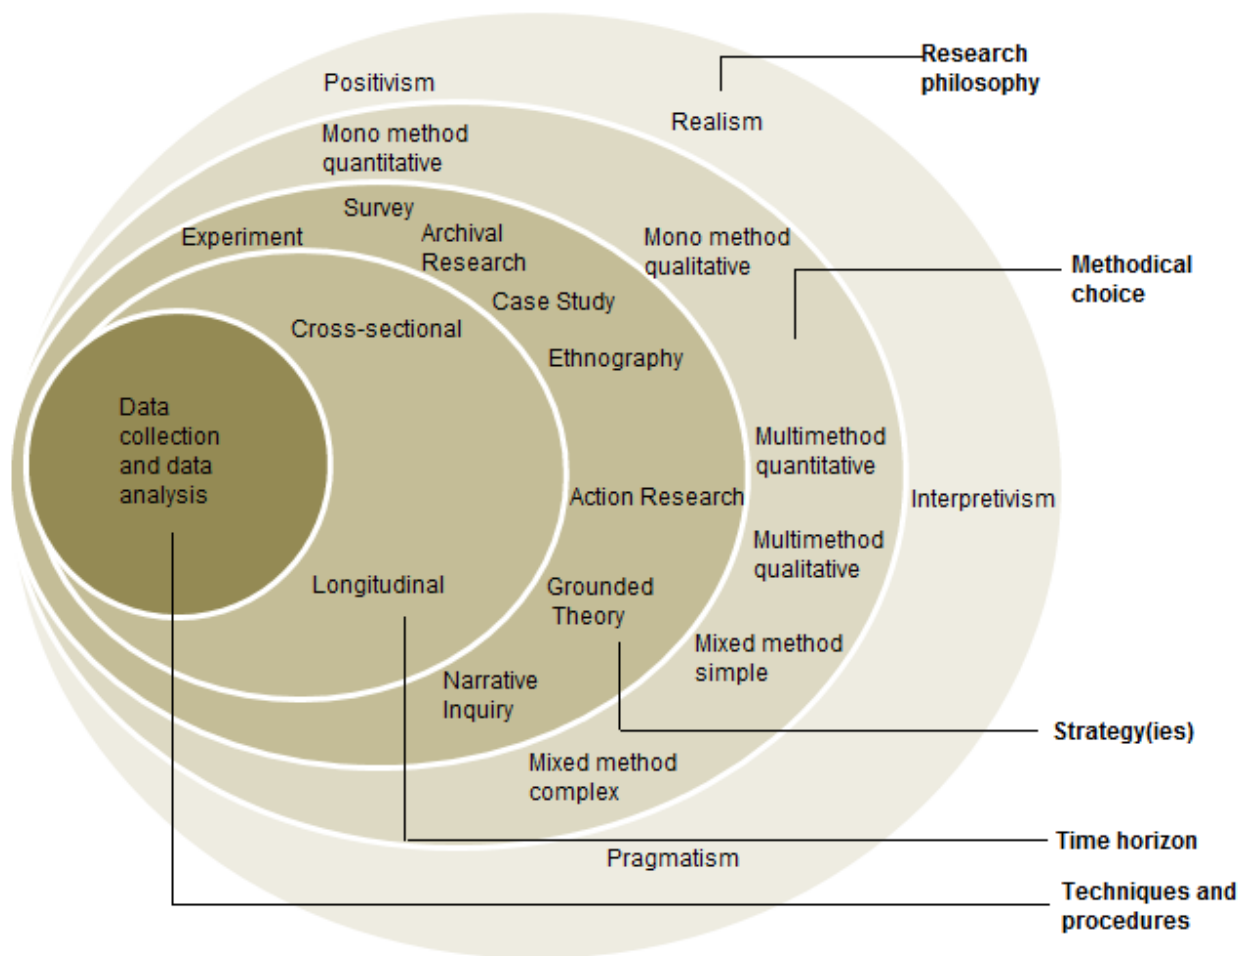 Research
philosophy
Positivism
Realism
Mono method
quantitative
Survey
Experiment
Archival
Research
Mono method
qualitative
Methodical
choice
Case Study
Cross-sectional
Ethnography
Data
collection
and data
analysis
Multimethod
quantitative
Action Research
Interpretivism
Multimethod
qualitative
Longitudinal
Grounded
Theory
Mixed method
simple
Narrative
Inquiry
Strategy(ies)
Mixed method
complex
Time horizon
Pragmatism
Techniques and
procedures